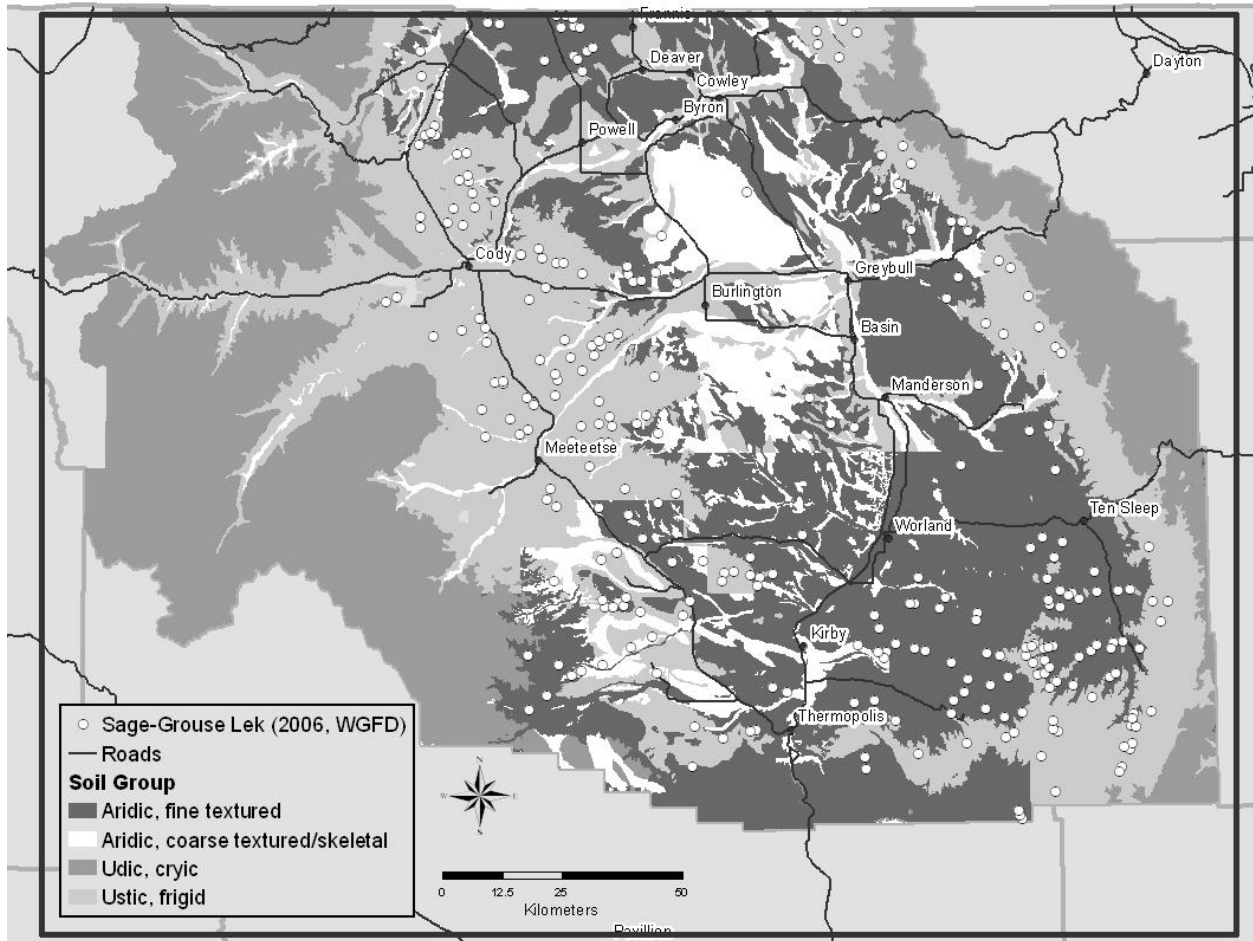 Frannie
Deaver
Cowley
Dayton
Byron
Powell
Cody
Greybull
Burlington
Basin
Manderson
Meeteetse
Ten Sleep
Worland
Kirby
Thermopolis
Sage-Grouse Lek (2006, WGFD)
Roads
Soil Group
Aridic, fine textured
Aridic, coarse textured/skeletal
Udic, cryic
Ustic, frigid
N
W E
S
0 12.5 25 50
Kilometers
Pavillion